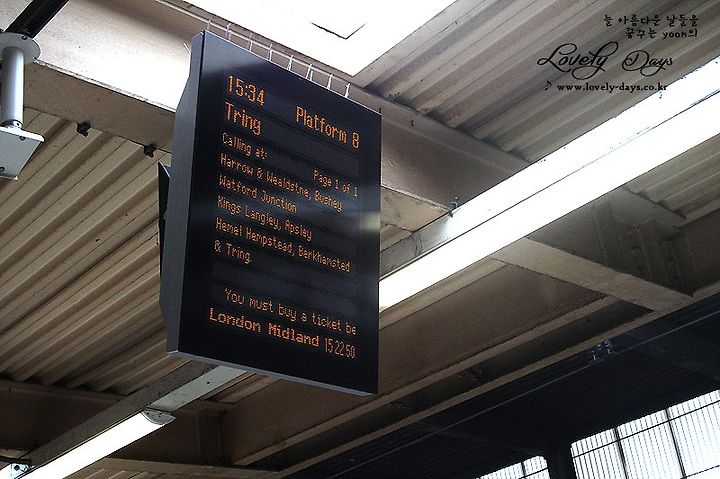 늘 아름다운 날들을
꿈꾸는 yoon의
Lovely Days
♪ www.lovely-days.co.kr
15:34
Platform 8
Tring
Calling at:
Page 1 of 1
Harrow & Wealdstne, Bushey
Watford Junction
Kings Langley, Apsley
Hemel Hempstead, Berkhamsted
& Tring.
You must buy a ticket be
London Midland 15:22:50